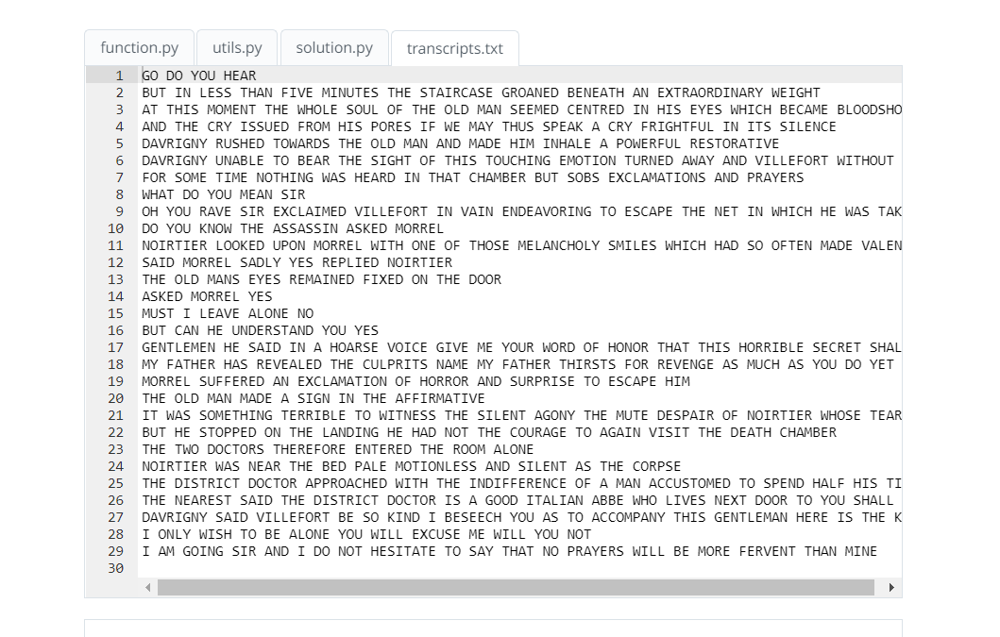 function.py utils.py solution.py transcripts.txt
1 GO DO YOU HEAR
2 BUT IN LESS THAN FIVE MINUTES THE STAIRCASE GROANED BENEATH AN EXTRAORDINARY WEIGHT
3 AT THIS MOMENT THE WHOLE SOUL OF THE OLD MAN SEEMED CENTRED IN HIS EYES WHICH BECAME BLOODSHO
4 AND THE CRY ISSUED FROM HIS PORES IF WE MAY THUS SPEAK A CRY FRIGHTFUL IN ITS SILENCE
5 DAVRIGNY RUSHED TOWARDS THE OLD MAN AND MADE HIM INHALE A POWERFUL RESTORATIVE
6 DAVRIGNY UNABLE TO BEAR THE SIGHT OF THIS TOUCHING EMOTION TURNED AWAY AND VILLEFORT WITHOUT
7 FOR SOME TIME NOTHING WAS HEARD IN THAT CHAMBER BUT SOBS EXCLAMATIONS AND PRAYERS
8 WHAT DO YOU MEAN SIR
9 OH YOU RAVE SIR EXCLAIMED VILLEFORT IN VAIN ENDEAVORING TO ESCAPE THE NET IN WHICH HE WAS TAK
10 DO YOU KNOW THE ASSASSIN ASKED MORREL
11 NOIRTIER LOOKED UPON MORREL WITH ONE OF THOSE MELANCHOLY SMILES WHICH HAD SO OFTEN MADE VALEN
12 SAID MORREL SADLY YES REPLIED NOIRTIER
13 THE OLD MANS EYES REMAINED FIXED ON THE DOOR
14 ASKED MORREL YES
15 MUST I LEAVE ALONE NO
16 BUT CAN HE UNDERSTAND YOU YES
17 GENTLEMEN HE SAID IN A HOARSE VOICE GIVE ME YOUR WORD OF HONOR THAT THIS HORRIBLE SECRET SHAL
18 MY FATHER HAS REVEALED THE CULPRITS NAME MY FATHER THIRSTS FOR REVENGE AS MUCH AS YOU DO YET
19 MORREL SUFFERED AN EXCLAMATION OF HORROR AND SURPRISE TO ESCAPE HIM
20 THE OLD MAN MADE A SIGN IN THE AFFIRMATIVE
21 IT WAS SOMETHING TERRIBLE TO WITNESS THE SILENT AGONY THE MUTE DESPAIR OF NOIRTIER WHOSE TEAR
22 BUT HE STOPPED ON THE LANDING HE HAD NOT THE COURAGE TO AGAIN VISIT THE DEATH CHAMBER
23 THE TWO DOCTORS THEREFORE ENTERED THE ROOM ALONE
24 NOIRTIER WAS NEAR THE BED PALE MOTIONLESS AND SILENT AS THE CORPSE
25 THE DISTRICT DOCTOR APPROACHED WITH THE INDIFFERENCE OF A MAN ACCUSTOMED TO SPEND HALF HIS TI
26 THE NEAREST SAID THE DISTRICT DOCTOR IS A GOOD ITALIAN ABBE WHO LIVES NEXT DOOR TO YOU SHALL
27 DAVRIGNY SAID VILLEFORT BE SO KIND I BESEECH YOU AS TO ACCOMPANY THIS GENTLEMAN HERE IS THE K
28 I ONLY WISH TO BE ALONE YOU WILL EXCUSE ME WILL YOU NOT
29 I AM GOING SIR AND I DO NOT HESITATE TO SAY THAT NO PRAYERS WILL BE MORE FERVENT THAN MINE
30